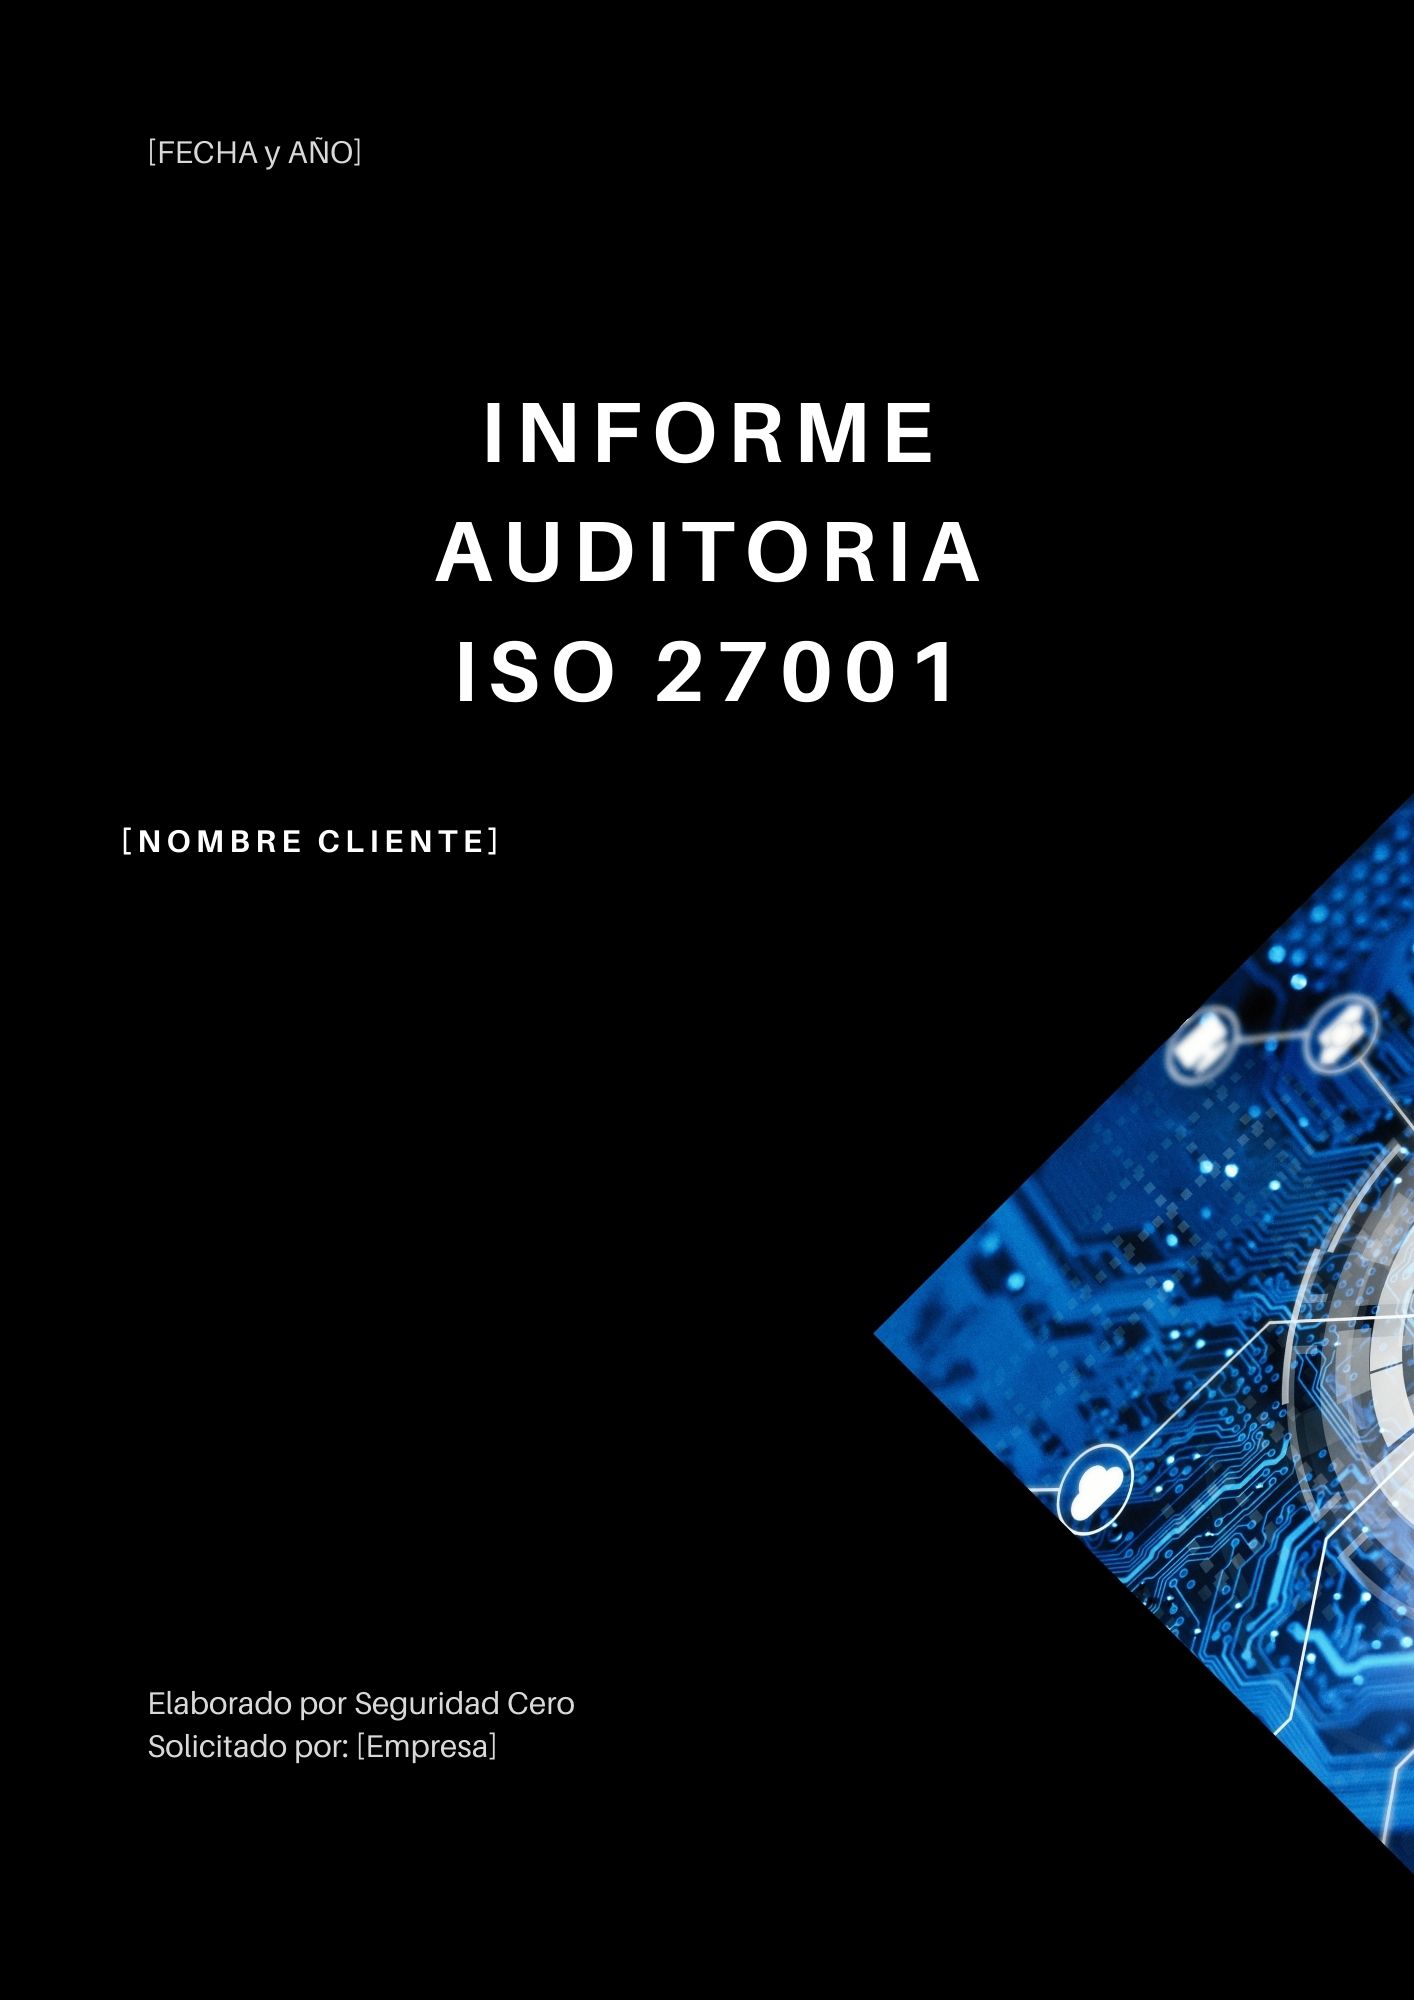 [FECHA y AÑO]
INFORME
AUDITORIA
ISO 27001
[NOMBRE CLIENTE]
Elaborado por Seguridad Cero
Solicitado por: [Empresa]